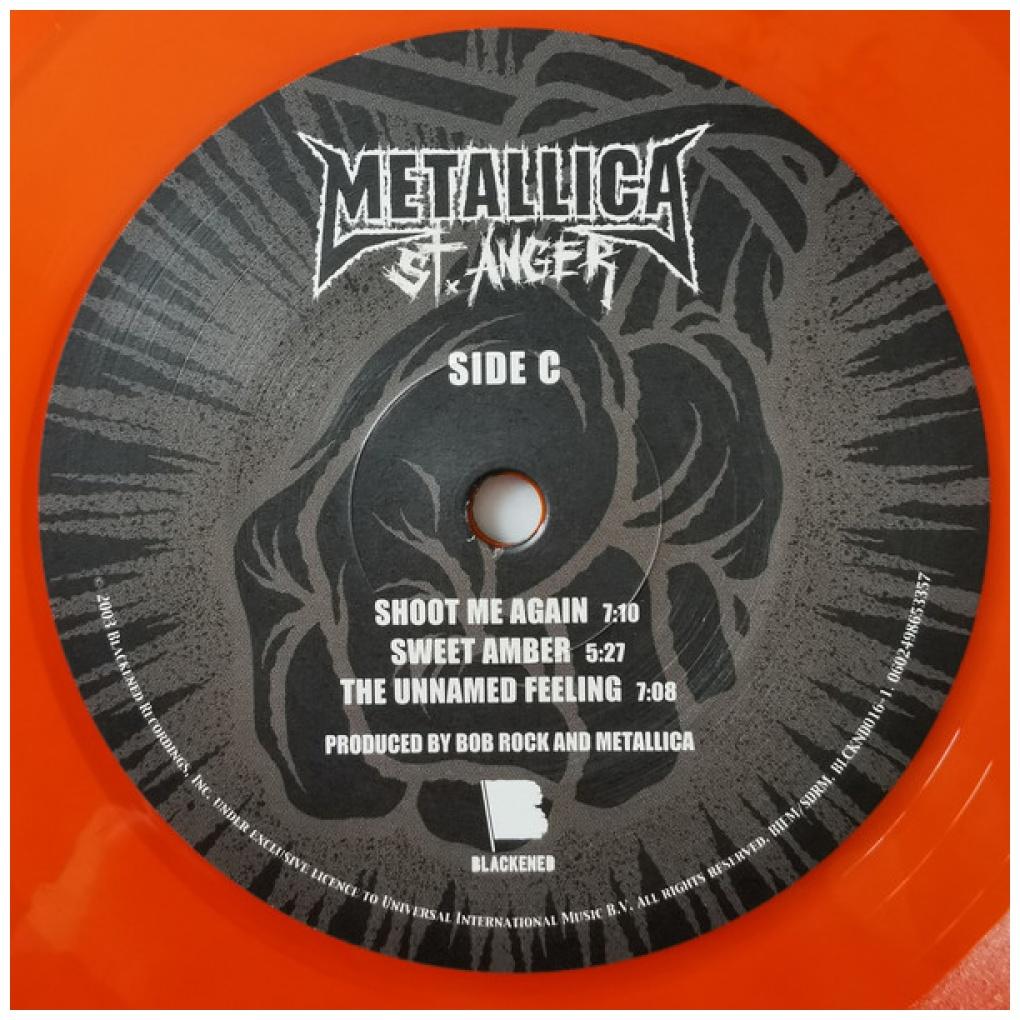 METALLICA
ST. ANGER
SIDE C
SHOOT ME AGAIN 7:10
SWEET AMBER 5:27
THE UNNAMED FEELING 7:08
PRODUCED BY BOB ROCK AND METALLICA
BLACKENED
© 2003 BLACKENED RECORDINGS, INC. UNDER EXCLUSIVE LICENCE TO UNIVERSAL INTERNATIONAL MUSIC B.V. ALL RIGHTS RESERVED. BIEM/SDRM. BLCKND016-1. 0602498653357